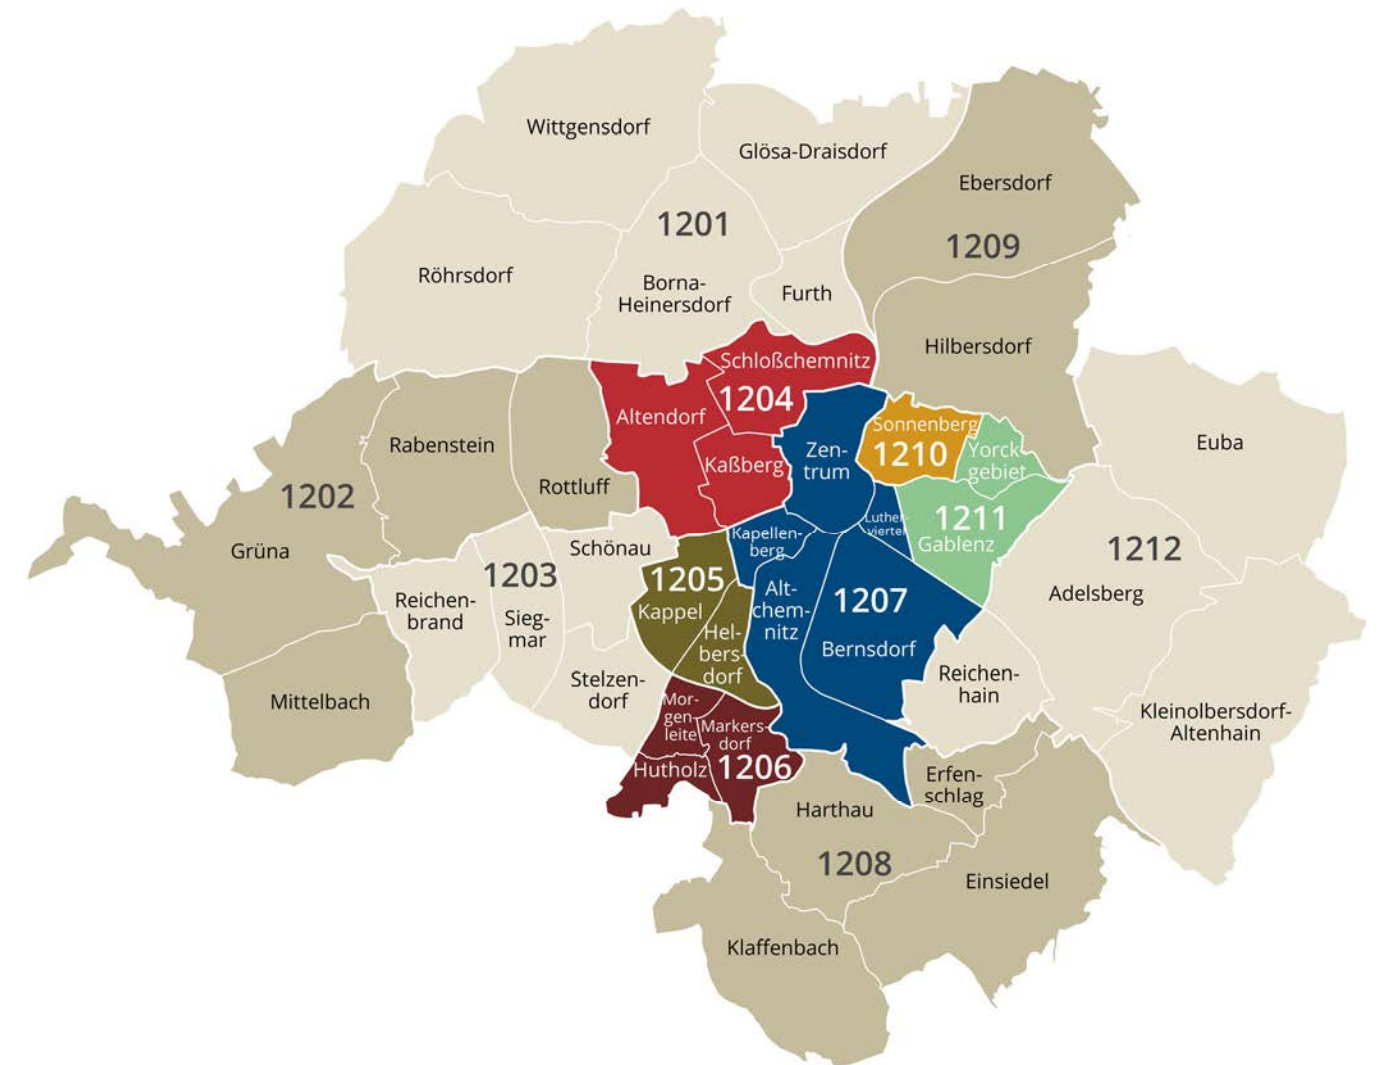 Wittgensdorf
Glösa-Draisdorf
Ebersdorf
1201
1209
Röhrsdorf
Borna-
Heinersdorf
Furth
Hilbersdorf
Schloßchemnitz
1204
Altendorf
Kaßberg
Zen-
trum
Sonnenberg
1210
Yorck
gebiet
Euba
Rabenstein
Rottluff
1202
Grüna
Mittelbach
Schönau
1203
Reichen-
brand
Sieg-
mar
Stelzen-
dorf
1205
Kappel
Hel-
bers-
dorf
Kapellen-
berg
Alt-
chem-
nitz
Luther-
viertel
1207
Bernsdorf
1211
Gablenz
1212
Adelsberg
Reichen-
hain
Kleinolbersdorf-
Altenhain
Mor-
gen-
leite
Markers-
dorf
1206
Hutholz
Erfen-
schlag
Harthau
1208
Einsiedel
Klaffenbach